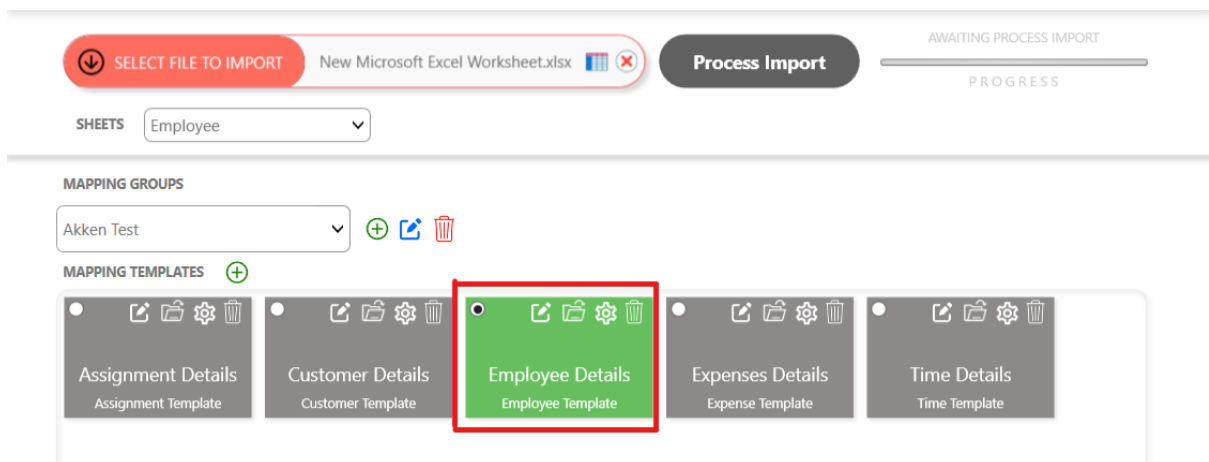 AWAITING PROCESS IMPORT
SELECT FILE TO IMPORT New Microsoft Excel Worksheet.xlsx Process Import
PROGRESS
SHEETS Employee
MAPPING GROUPS
Akken Test
MAPPING TEMPLATES
Assignment Details Customer Details Employee Details Expenses Details Time Details
Assignment Template Customer Template Employee Template Expense Template Time Template